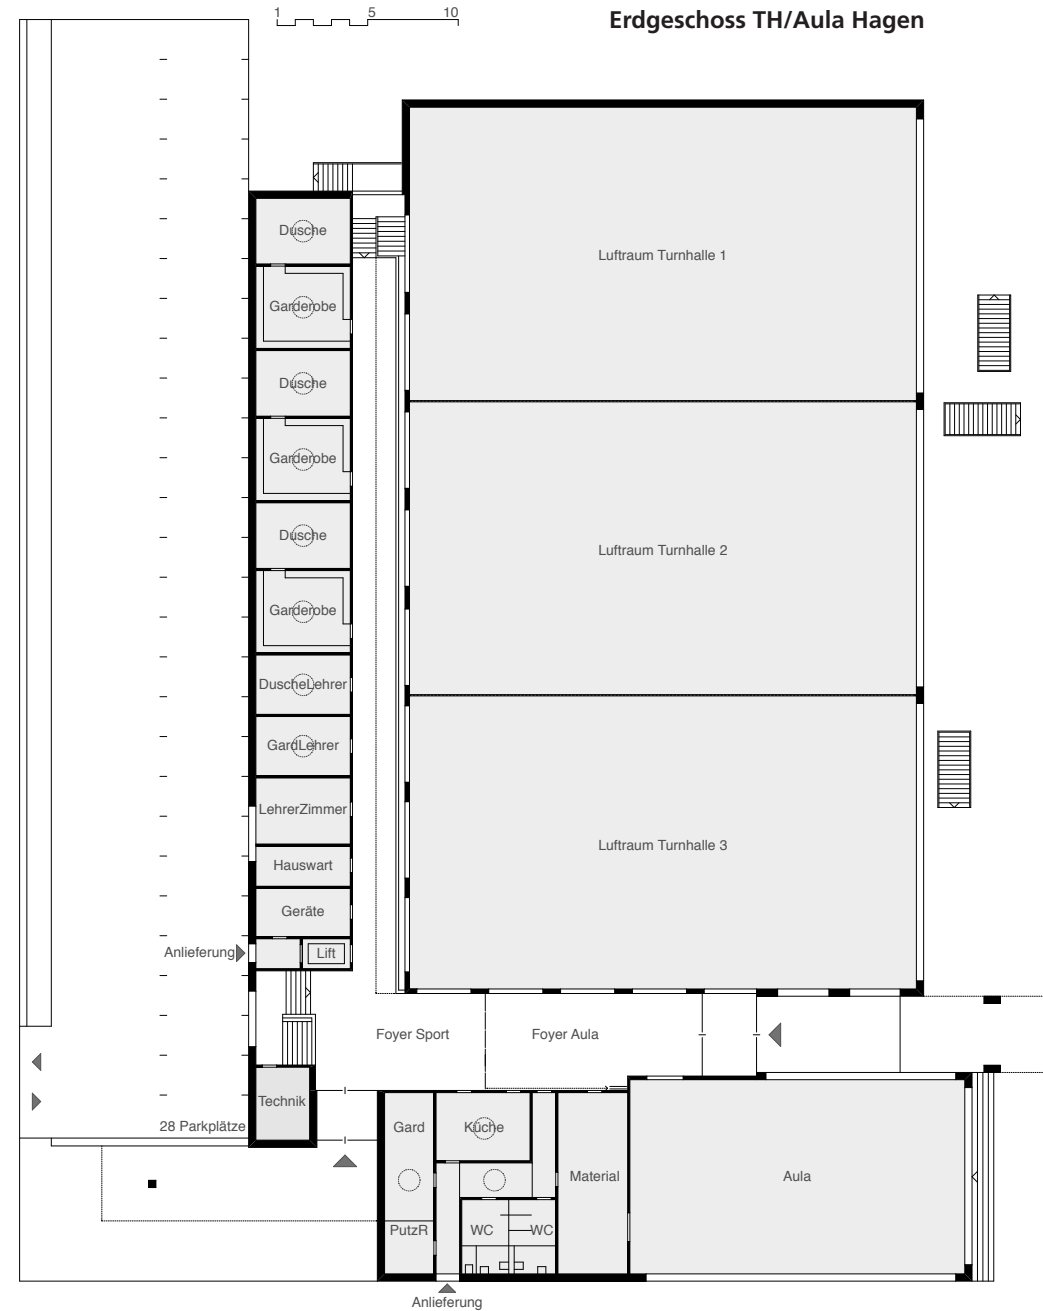 1 5 10
Erdgeschoss TH/Aula Hagen
Dusche
Luftraum Turnhalle 1
Garderobe
Dusche
Garderobe
Dusche
Luftraum Turnhalle 2
Garderobe
DuscheLehrer
GardLehrer
LehrerZimmer
Luftraum Turnhalle 3
Hauswart
Geräte
Anlieferung
Lift
Foyer Sport
Foyer Aula
Technik
28 Parkplätze
Gard
Küche
Material
Aula
PutzR
WC
WC
Anlieferung